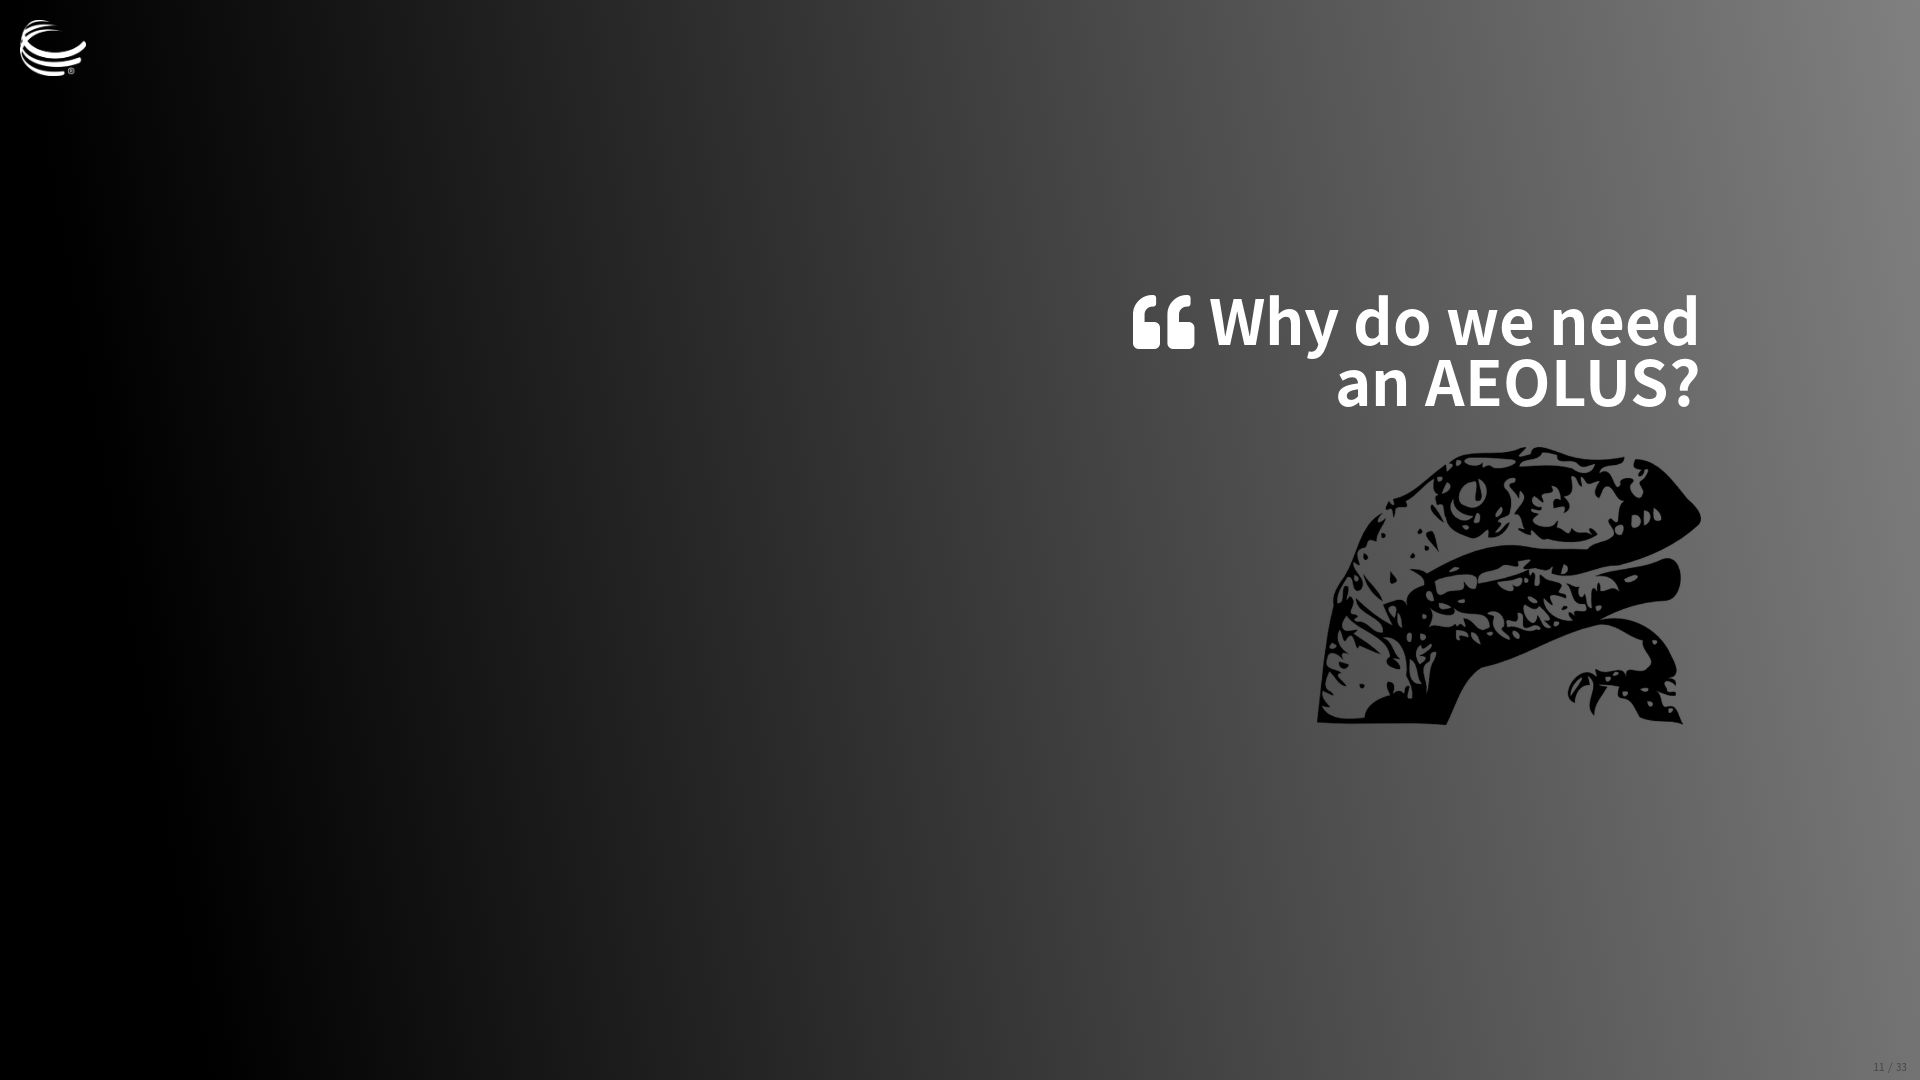 “ Why do we need
an AEOLUS?
11 / 33